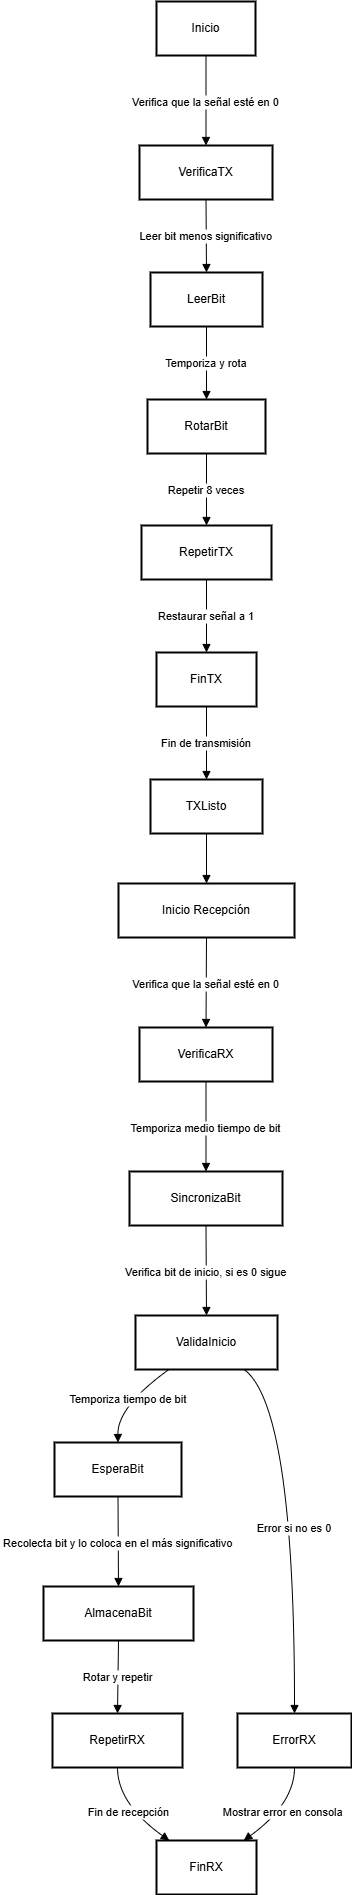 Inicio
Verifica que la señal esté en 0
VerificaTX
Leer bit menos significativo
LeerBit
Temporiza y rota
RotarBit
Repetir 8 veces
RepetirTX
Restaurar señal a 1
FinTX
Fin de transmisión
TXListo
Inicio Recepción
Verifica que la señal esté en 0
VerificaRX
Temporiza medio tiempo de bit
SincronizaBit
Verifica bit de inicio, si es 0 sigue
ValidaInicio
Temporiza tiempo de bit
EsperaBit
Error si no es 0
Recolecta bit y lo coloca en el más significativo
AlmacenaBit
Rotar y repetir
RepetirRX
ErrorRX
Fin de recepción
Mostrar error en consola
FinRX